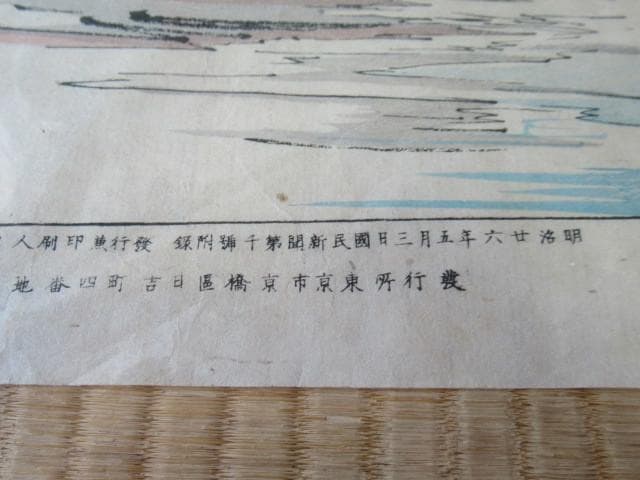 明治廿六年五月三日國民新聞第千號附録 發行兼印刷人
發行所東京市京橋區日吉町四番地